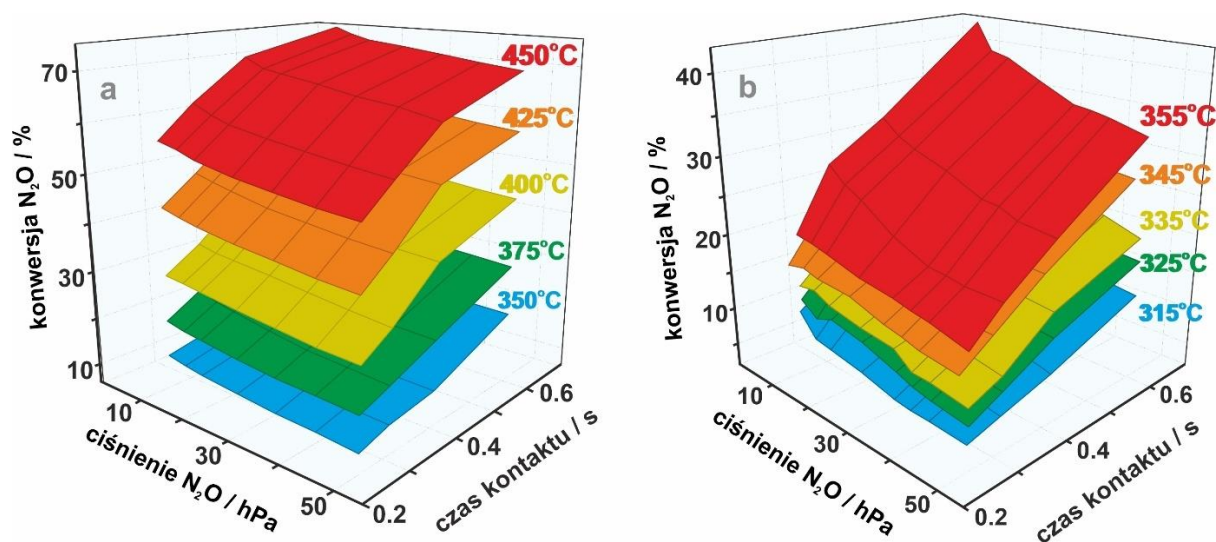 a
konwersja N₂O / %
70
50
30
10
450°C
425°C
400°C
375°C
350°C
10
30
50
ciśnienie N₂O / hPa
0.2
0.4
0.6
czas kontaktu / s
b
konwersja N₂O / %
40
30
20
10
355°C
345°C
335°C
325°C
315°C
10
30
50
ciśnienie N₂O / hPa
0.2
0.4
0.6
czas kontaktu / s